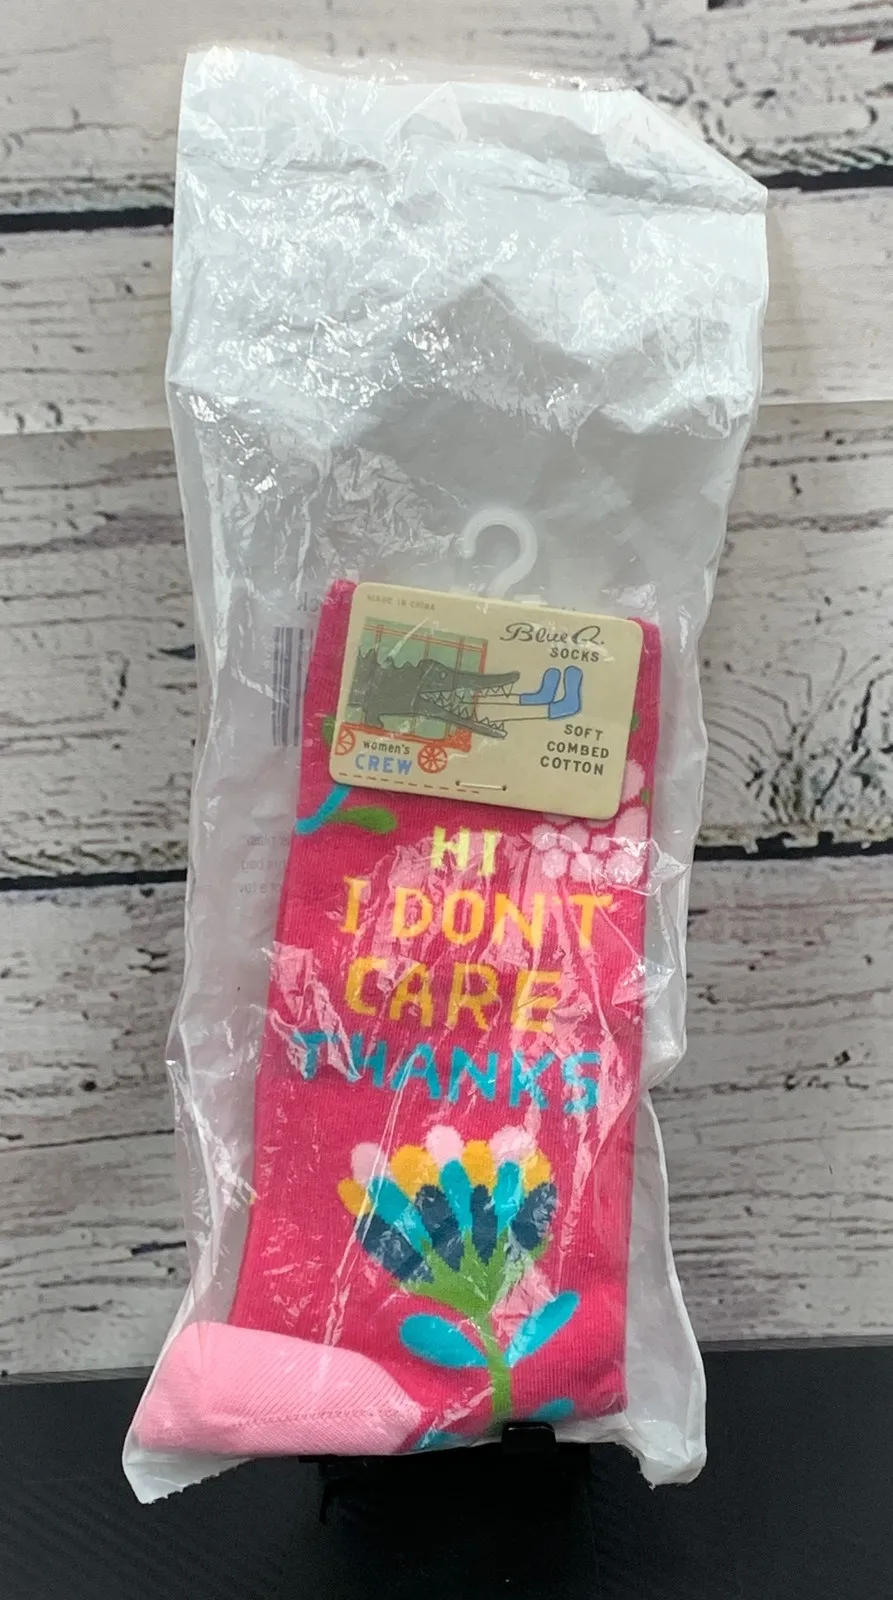 MADE IN CHINA
Blue Q.
SOCKS
SOFT
COMBED
COTTON
women's
CREW
HI
I DON'T
CARE
THANKS